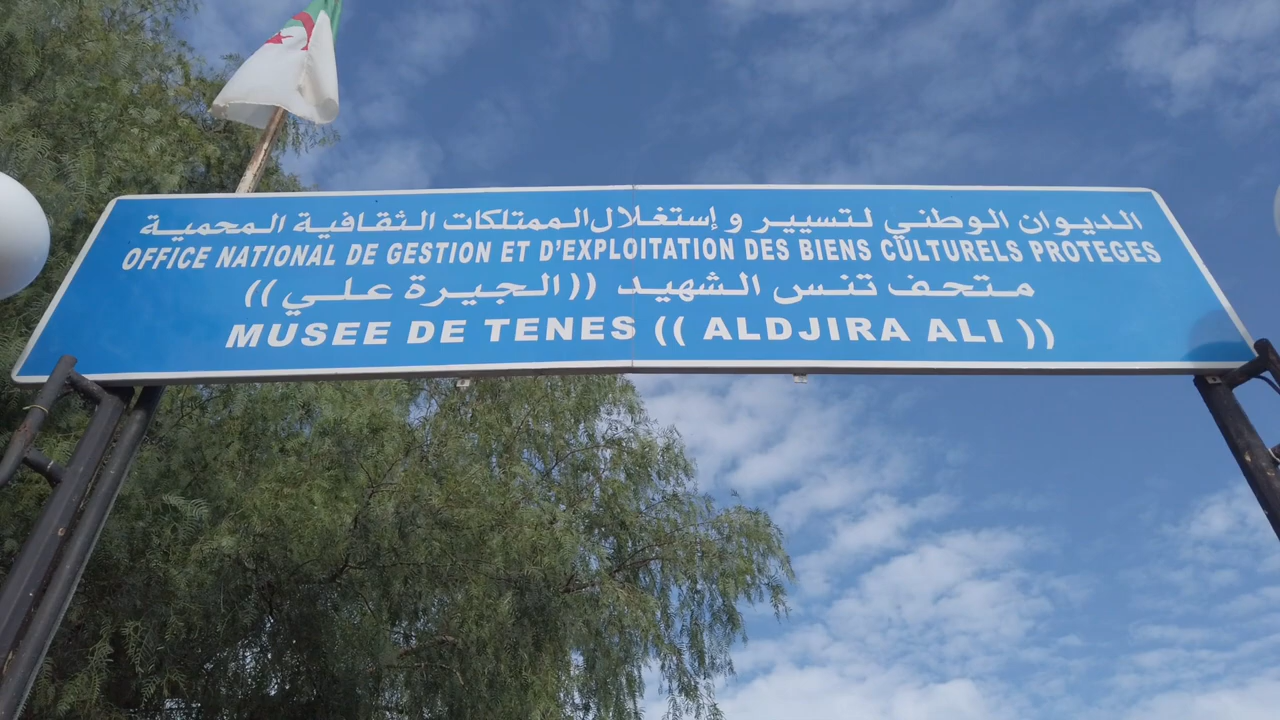 الديوان الوطني لتسيير و إستغلال الممتلكات الثقافية المحمية
OFFICE NATIONAL DE GESTION ET D'EXPLOITATION DES BIENS CULTURELS PROTEGES
متحف تنس الشهيد ((الجيرة علي))
MUSEE DE TENES (( ALDJIRA ALI ))